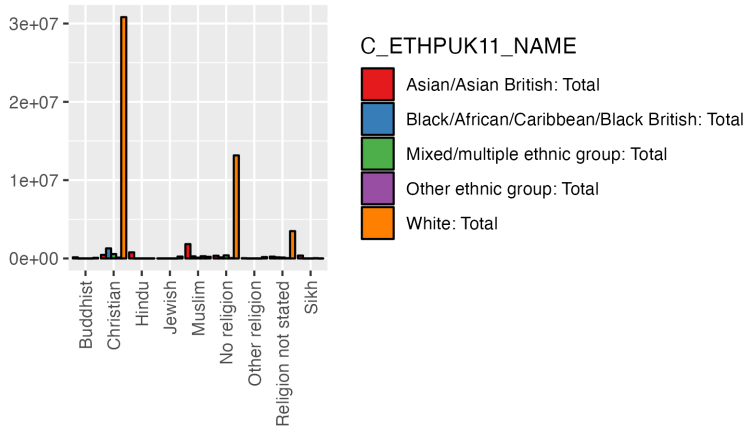 3e+07
2e+07
1e+07
0e+00
Buddhist
Christian
Hindu
Jewish
Muslim
No religion
Other religion
Religion not stated
Sikh
C_ETHPUK11_NAME
Asian/Asian British: Total
Black/African/Caribbean/Black British: Total
Mixed/multiple ethnic group: Total
Other ethnic group: Total
White: Total